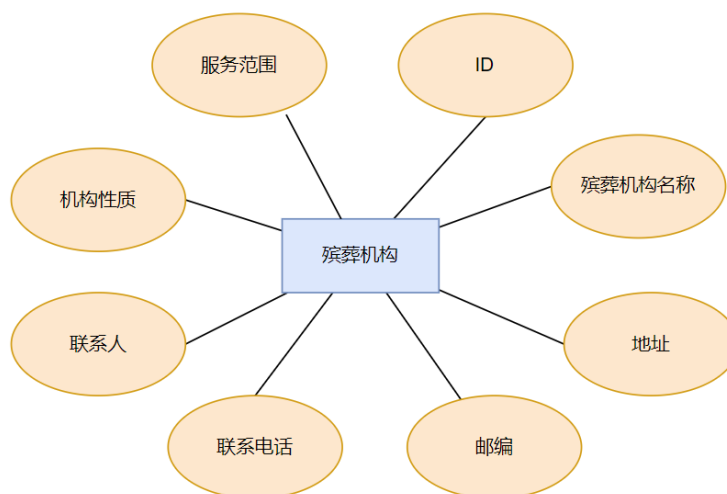 服务范围
ID
机构性质
殡葬机构名称
殡葬机构
联系人
地址
联系电话
邮编